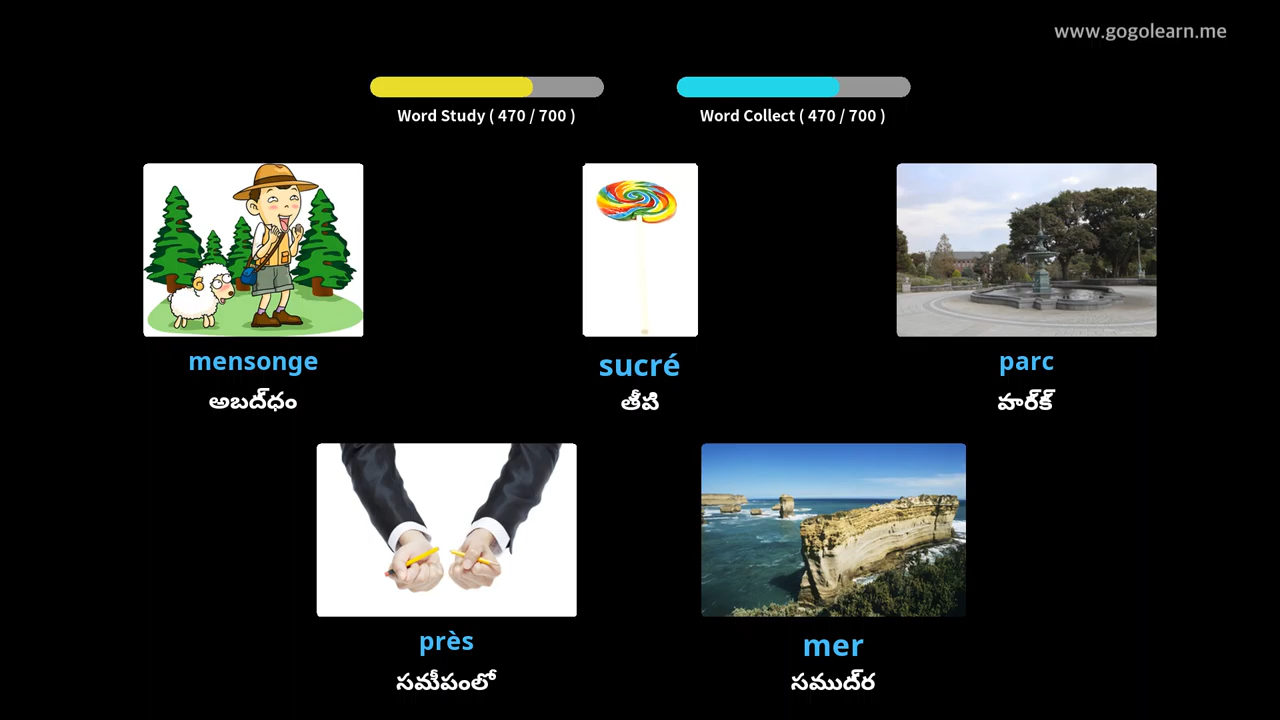 www.gogolearn.me
Word Study ( 470 / 700 )
Word Collect ( 470 / 700 )
mensonge
అబద్ధం
sucré
తీపి
parc
పార్క్
près
సమీపంలో
mer
సముద్ర